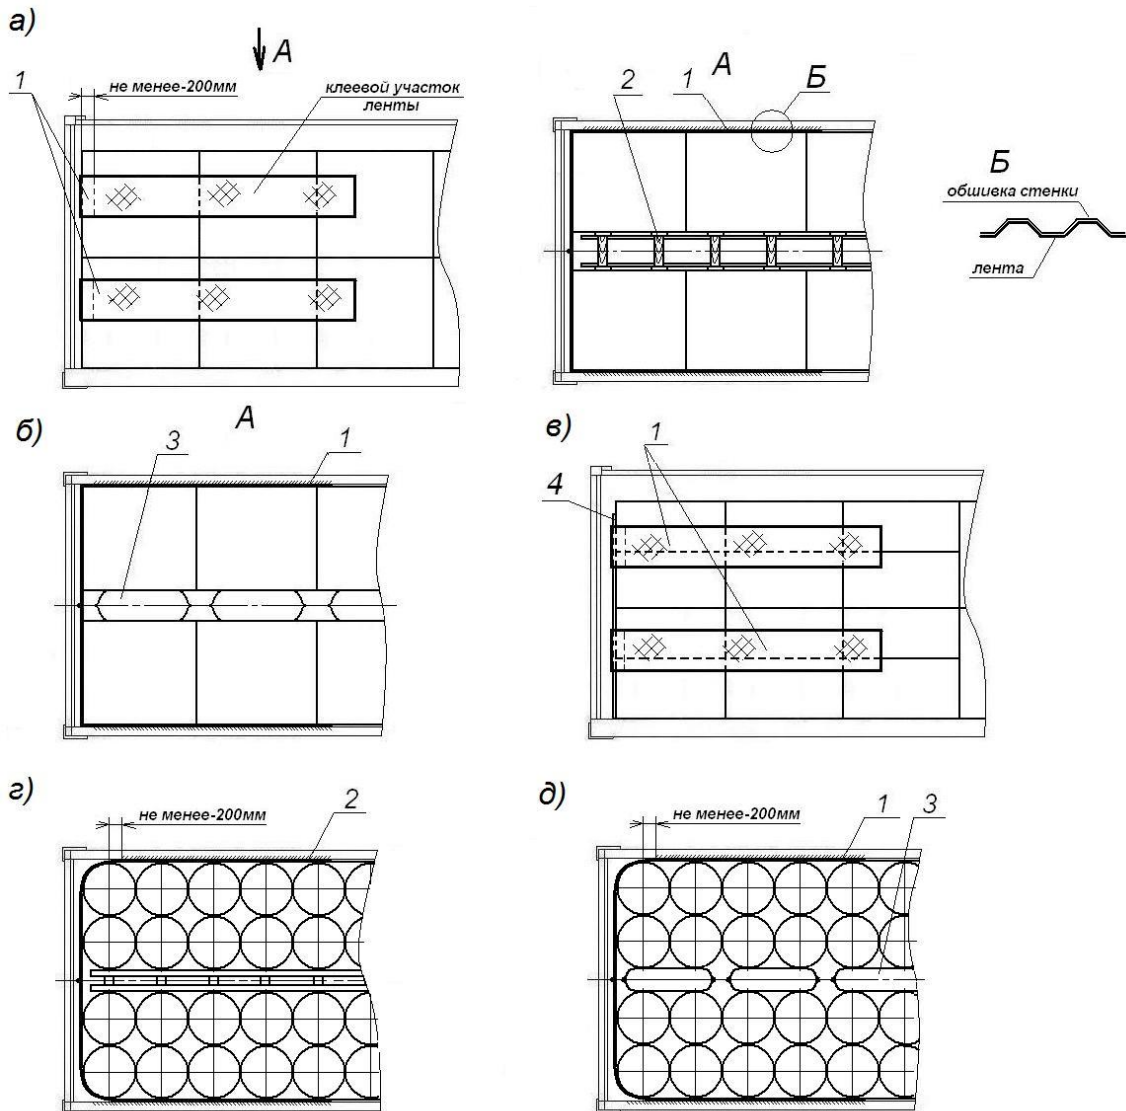 а)
А
1
не менее-200мм
клеевой участок
ленты
2
1
А
Б
Б
обшивка стенки
лента
б)
А
3
1
в)
1
4
г)
не менее-200мм
2
д)
не менее-200мм
1
3